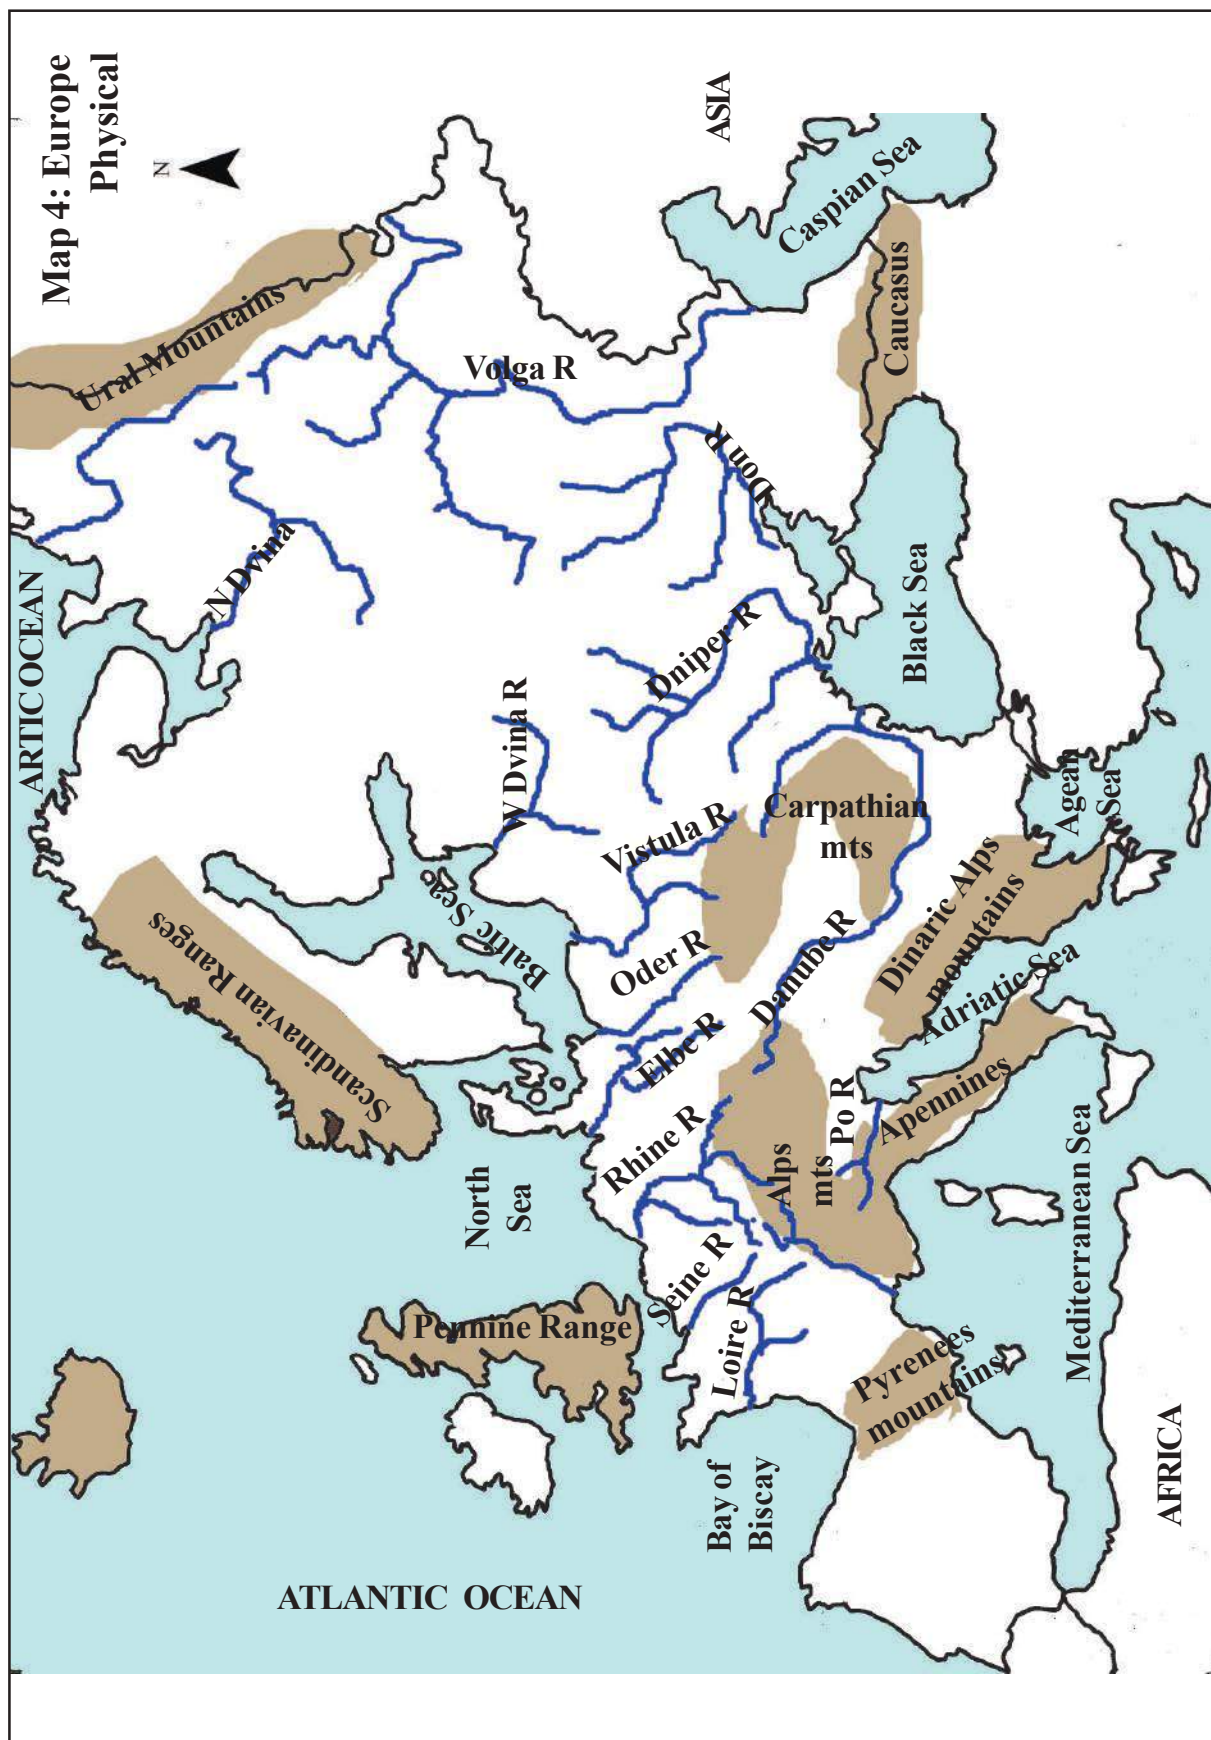 Map 4: Europe
Physical
N
ARTIC OCEAN
Ural Mountains
ASIA
Caspian Sea
Caucasus
Volga R
Don R
N Dvina
Dniper R
Black Sea
W Dvina R
Vistula R
Carpathian
mts
Agean
Sea
Scandinavian Ranges
Baltic Sea
Oder R
Danube R
Dinaric Alps
mountains
Adriatic Sea
Elbe R
Rhine R
Alps
mts
Po R
Apennines
North
Sea
Seine R
Loire R
Pennine Range
Pyrenees
mountains
Mediterranean Sea
Bay of
Biscay
ATLANTIC OCEAN
AFRICA